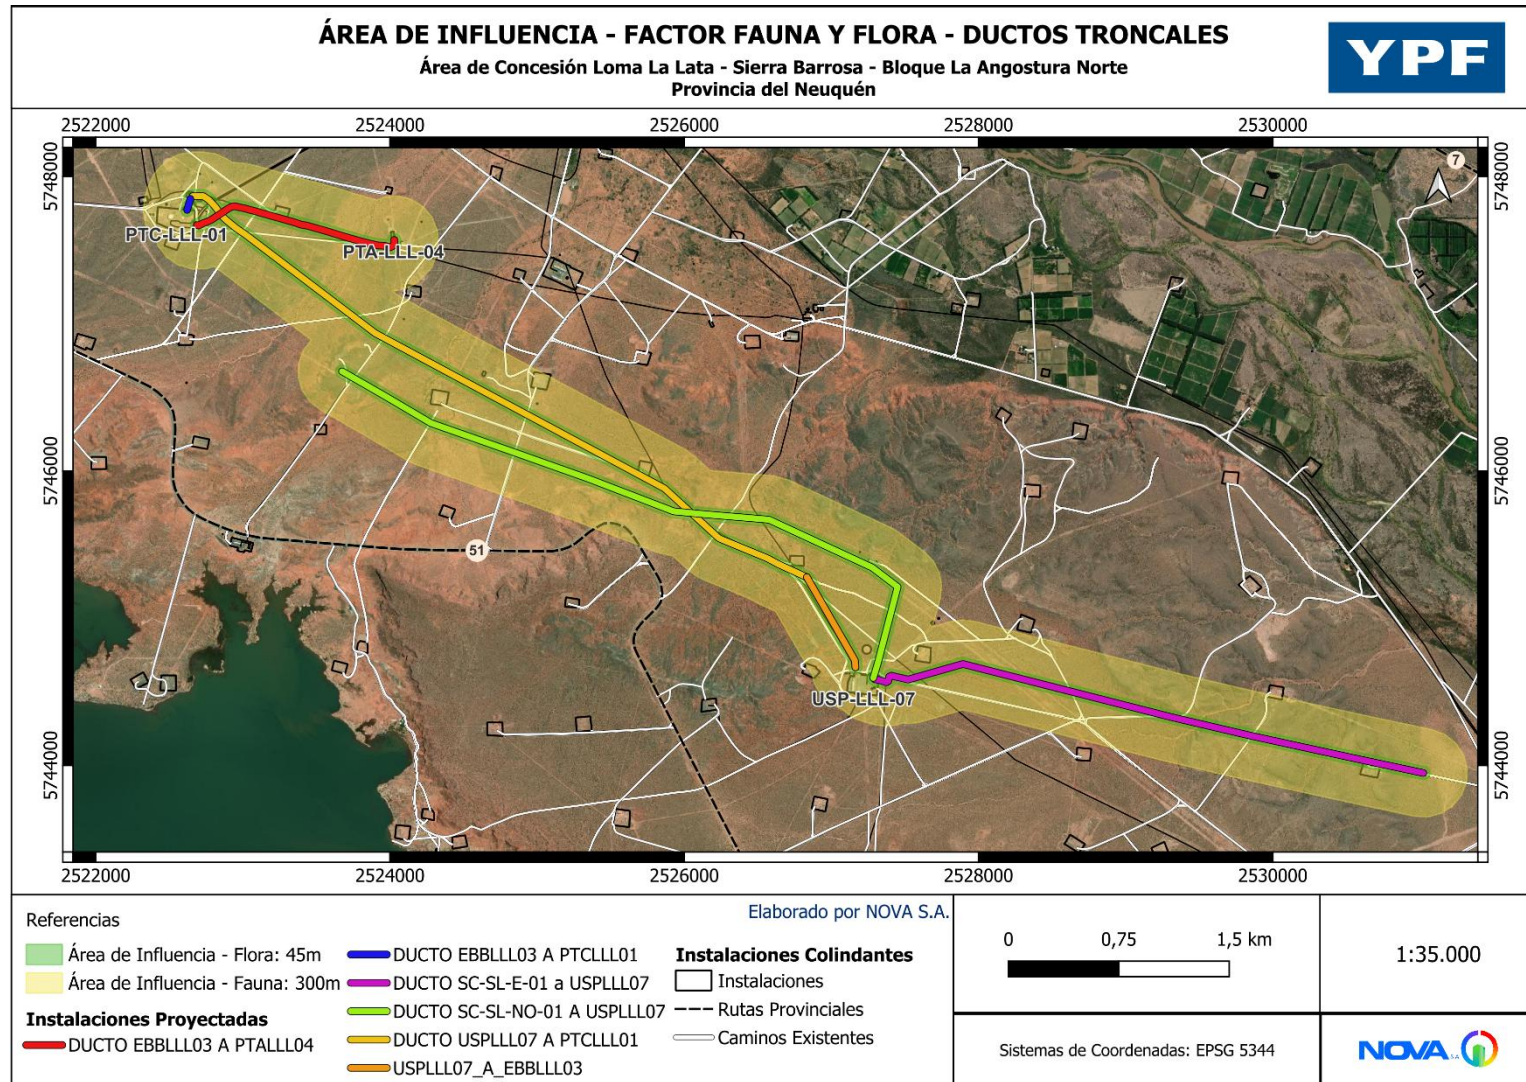 ÁREA DE INFLUENCIA - FACTOR FAUNA Y FLORA - DUCTOS TRONCALES
Área de Concesión Loma La Lata - Sierra Barrosa - Bloque La Angostura Norte
Provincia del Neuquén
YPF
2522000 2524000 2526000 2528000 2530000
5748000
5748000
7
PTC-LLL-01
PTA-LLL-04
5746000
5746000
51
USP-LLL-07
5744000
5744000
2522000 2524000 2526000 2528000 2530000
Referencias
Área de Influencia - Flora: 45m
Área de Influencia - Fauna: 300m
Instalaciones Proyectadas
DUCTO EBBLLL03 A PTALLL04
DUCTO EBBLLL03 A PTCLLL01
DUCTO SC-SL-E-01 a USPLLL07
DUCTO SC-SL-NO-01 A USPLLL07
DUCTO USPLLL07 A PTCLLL01
USPLLL07_A_EBBLLL03
Elaborado por NOVA S.A.
Instalaciones Colindantes
Instalaciones
Rutas Provinciales
Caminos Existentes
0 0,75 1,5 km
1:35.000
Sistemas de Coordenadas: EPSG 5344
NOVA S.A.